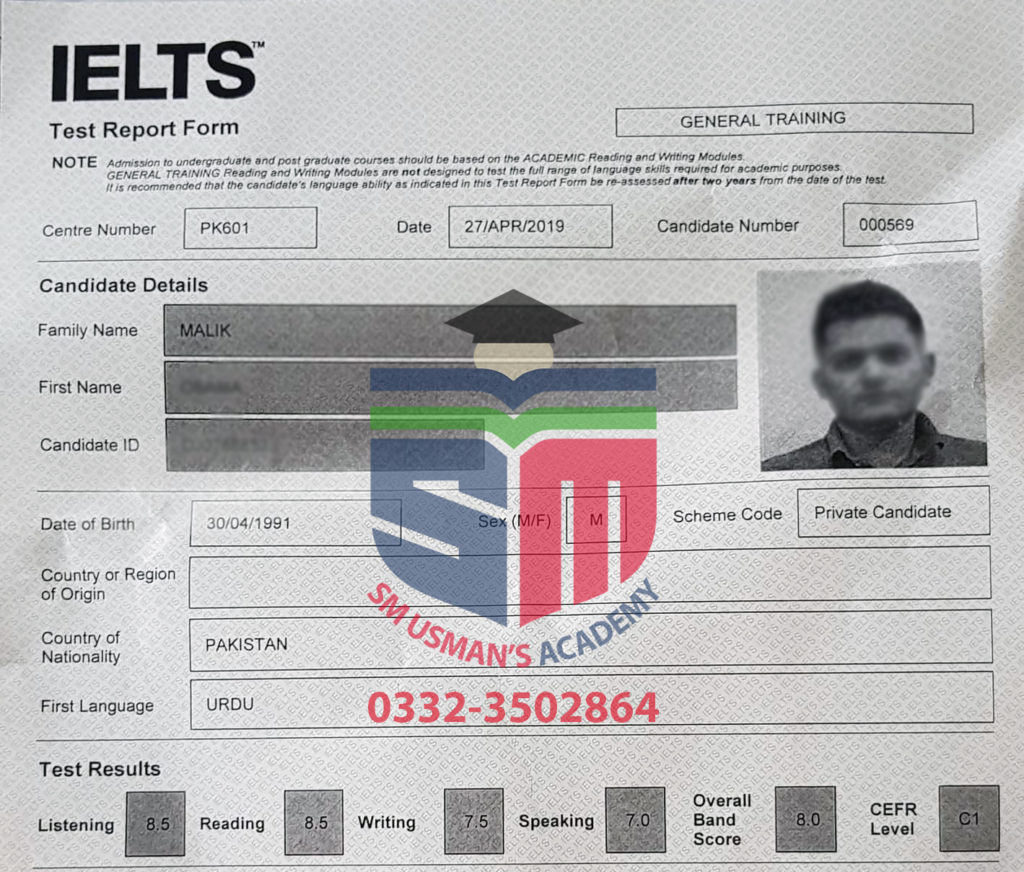 IELTS™
Test Report Form
GENERAL TRAINING
NOTE Admission to undergraduate and post graduate courses should be based on the ACADEMIC Reading and Writing Modules.
GENERAL TRAINING Reading and Writing Modules are not designed to test the full range of language skills required for academic purposes.
It is recommended that the candidate's language ability as indicated in this Test Report Form be re-assessed after two years from the date of the test.
Centre Number PK601 Date 27/APR/2019 Candidate Number 000569
Candidate Details
Family Name MALIK
First Name
Candidate ID
Date of Birth 30/04/1991 Sex (M/F) M Scheme Code Private Candidate
Country or Region
of Origin
Country of
Nationality PAKISTAN
First Language URDU
SM
SM USMAN'S ACADEMY
0332-3502864
Test Results
Listening 8.5 Reading 8.5 Writing 7.5 Speaking 7.0 Overall Band Score 8.0 CEFR Level C1